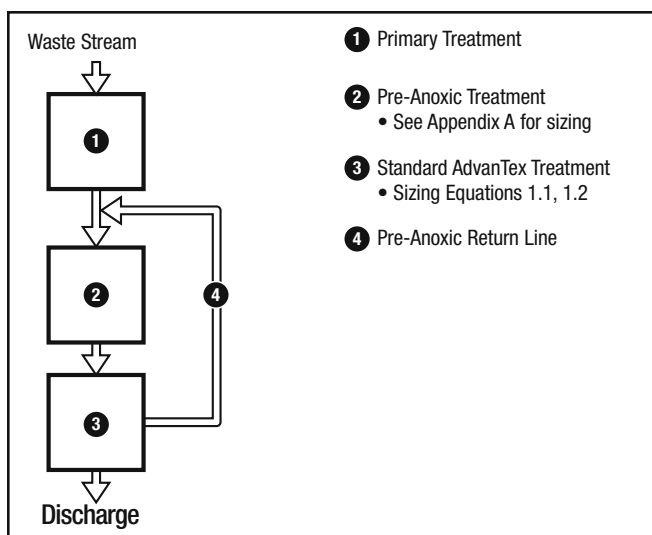 Waste Stream
1
2
3
4
Discharge
1 Primary Treatment
2 Pre-Anoxic Treatment
• See Appendix A for sizing
3 Standard AdvanTex Treatment
• Sizing Equations 1.1, 1.2
4 Pre-Anoxic Return Line